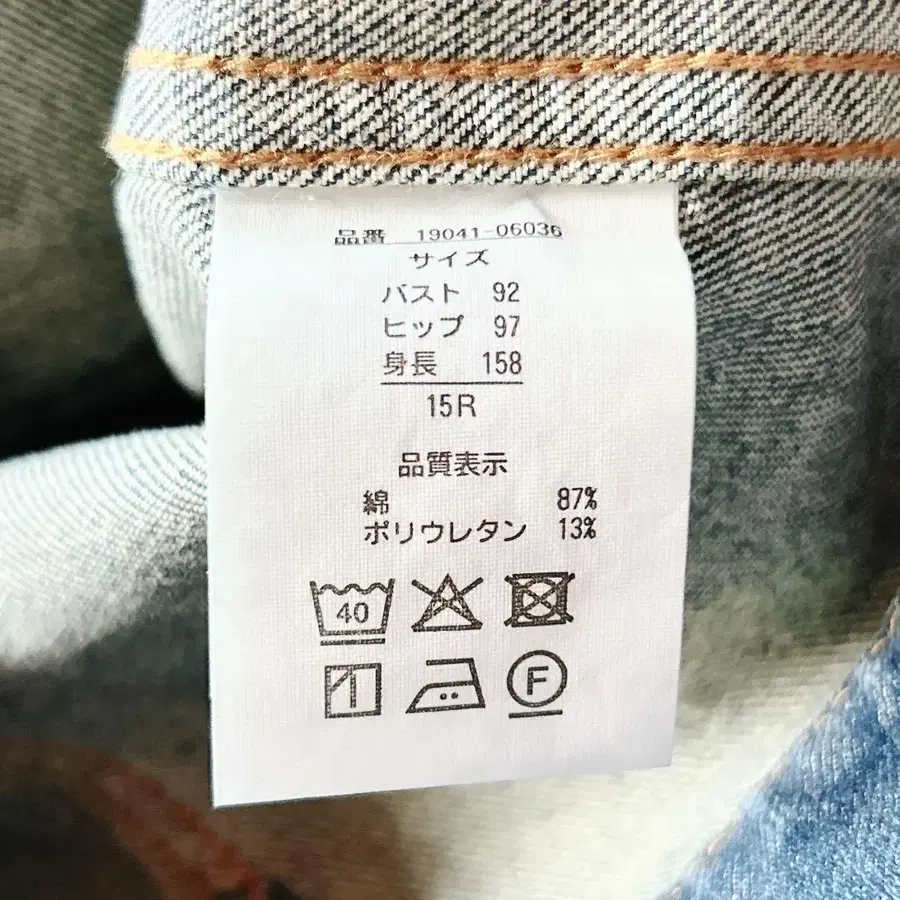 品番 19041-06036
サイズ
バスト 92
ヒップ 97
身長 158
15R
品質表示
綿 87%
ポリウレタン 13%
40
F